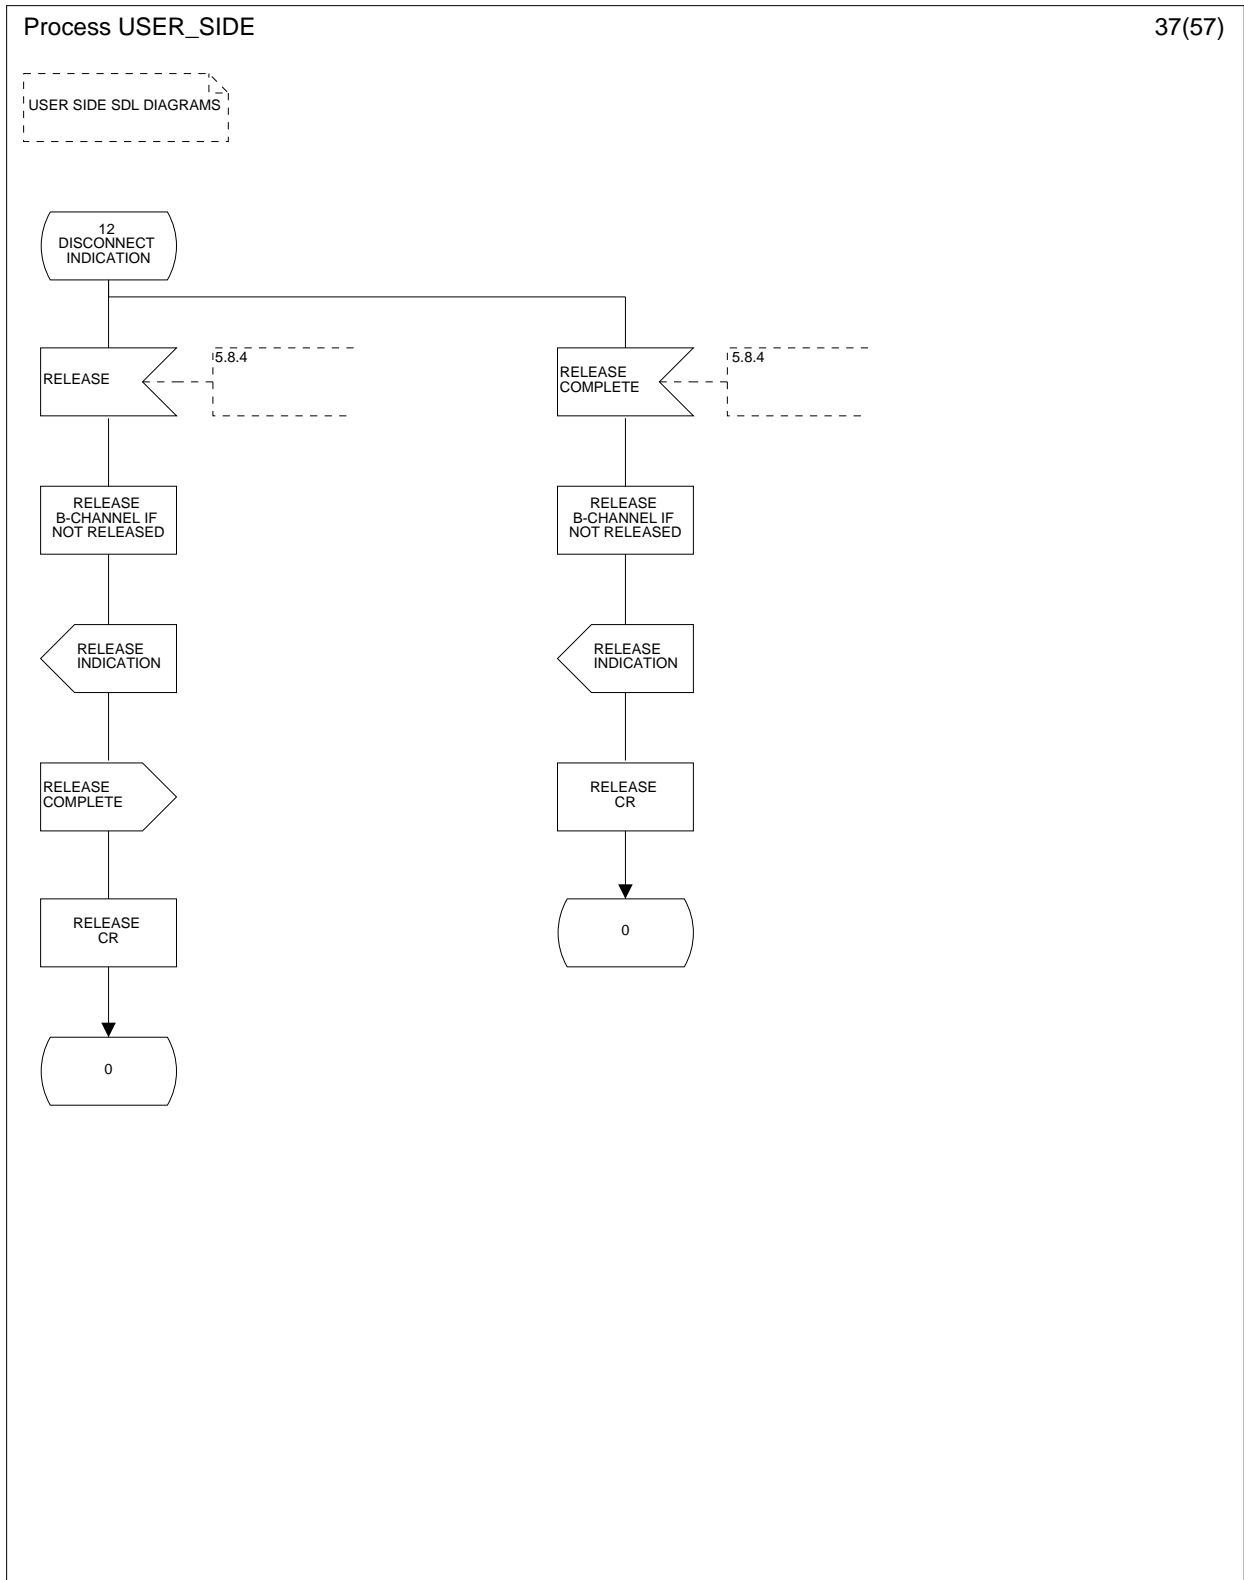 Process USER_SIDE
37(57)
USER SIDE SDL DIAGRAMS
12
DISCONNECT
INDICATION
RELEASE
5.8.4
RELEASE
COMPLETE
5.8.4
RELEASE
B-CHANNEL IF
NOT RELEASED
RELEASE
B-CHANNEL IF
NOT RELEASED
RELEASE
INDICATION
RELEASE
INDICATION
RELEASE
COMPLETE
RELEASE
CR
RELEASE
CR
0
0